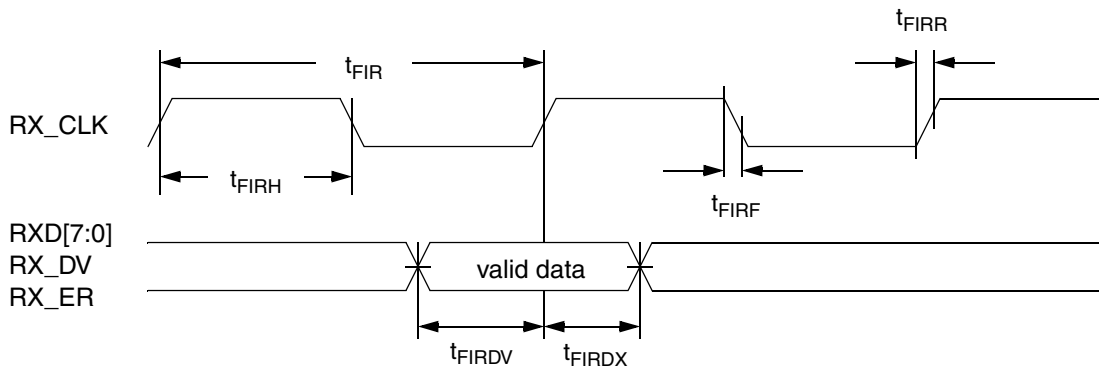 tFIRR
tFIR
RX_CLK
tFIRH
tFIRF
RXD[7:0]
RX_DV
valid data
RX_ER
tFIRDV
tFIRDX